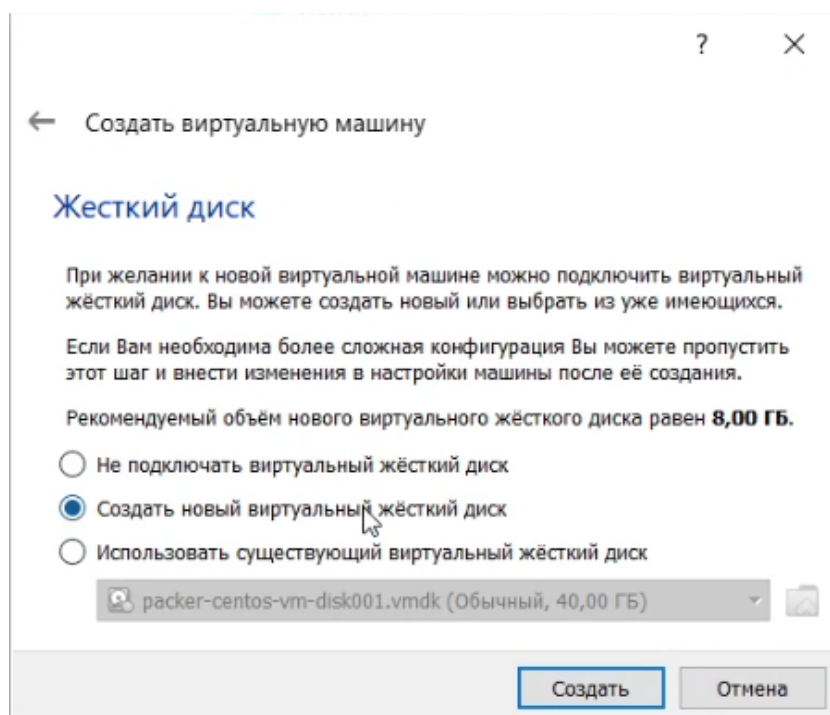 ?
Создать виртуальную машину
Жесткий диск
При желании к новой виртуальной машине можно подключить виртуальный
жёсткий диск. Вы можете создать новый или выбрать из уже имеющихся.
Если Вам необходима более сложная конфигурация Вы можете пропустить
этот шаг и внести изменения в настройки машины после её создания.
Рекомендуемый объём нового виртуального жёсткого диска равен 8,00 ГБ.
Не подключать виртуальный жёсткий диск
Создать новый виртуальный жёсткий диск
Использовать существующий виртуальный жёсткий диск
packer-centos-vm-disk001.vmdk (Обычный, 40,00 ГБ)
Создать
Отмена